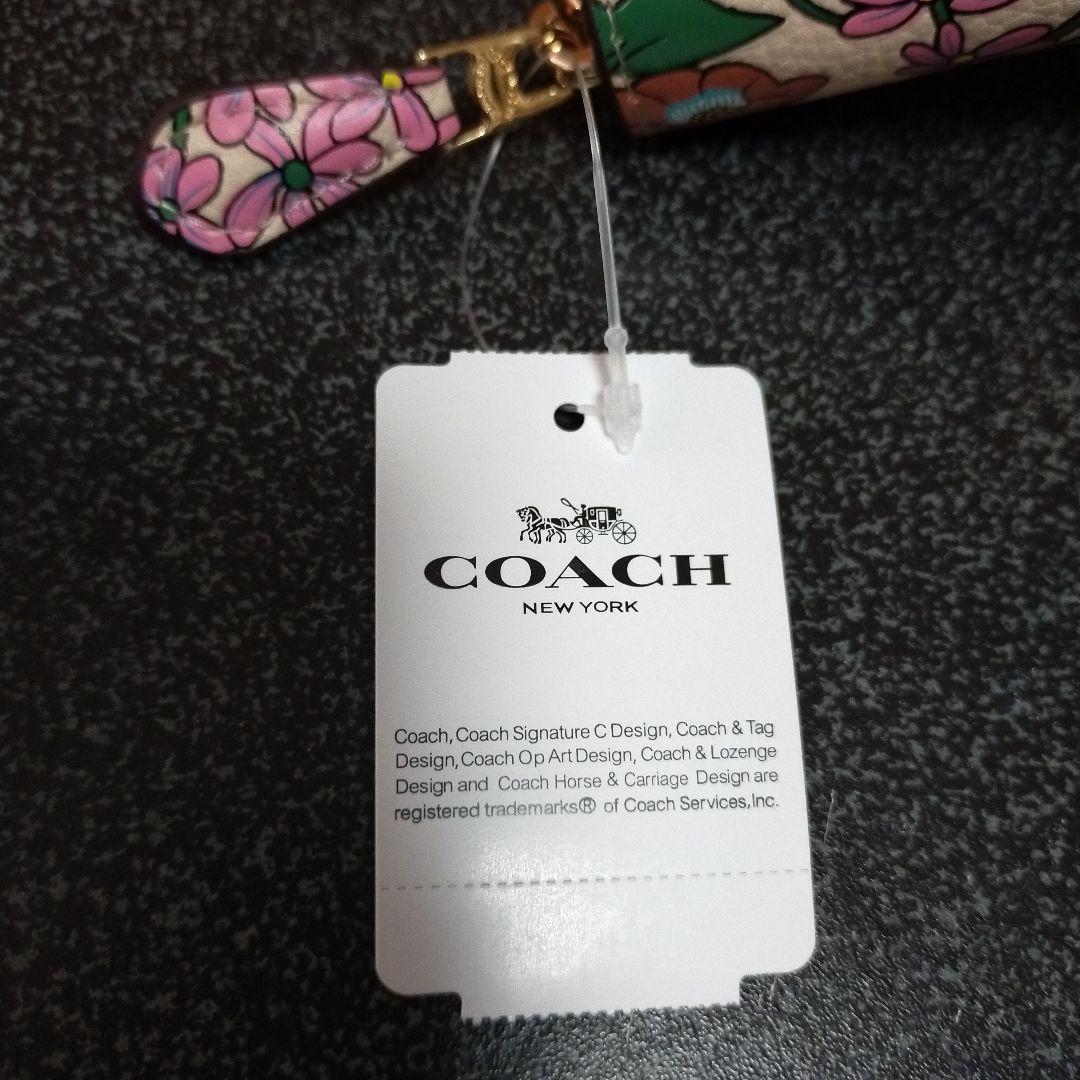 COACH
NEW YORK
Coach, Coach Signature C Design, Coach & Tag
Design, Coach Op Art Design, Coach & Lozenge
Design and Coach Horse & Carriage Design are
registered trademarks® of Coach Services, Inc.